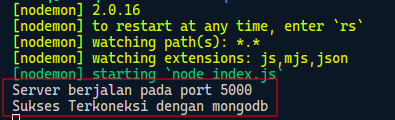 [nodemon] 2.0.16
[nodemon] to restart at any time, enter `rs`
[nodemon] watching path(s): *.*
[nodemon] watching extensions: js,mjs,json
[nodemon] starting `node index.js`
Server berjalan pada port 5000
Sukses Terkoneksi dengan mongodb